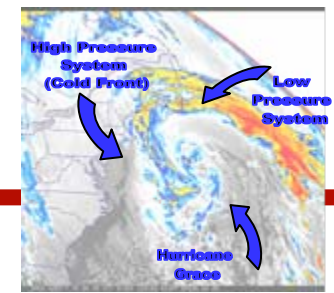 High Pressure
System
(Cold Front)
Low
Pressure
System
Hurricane
Grace